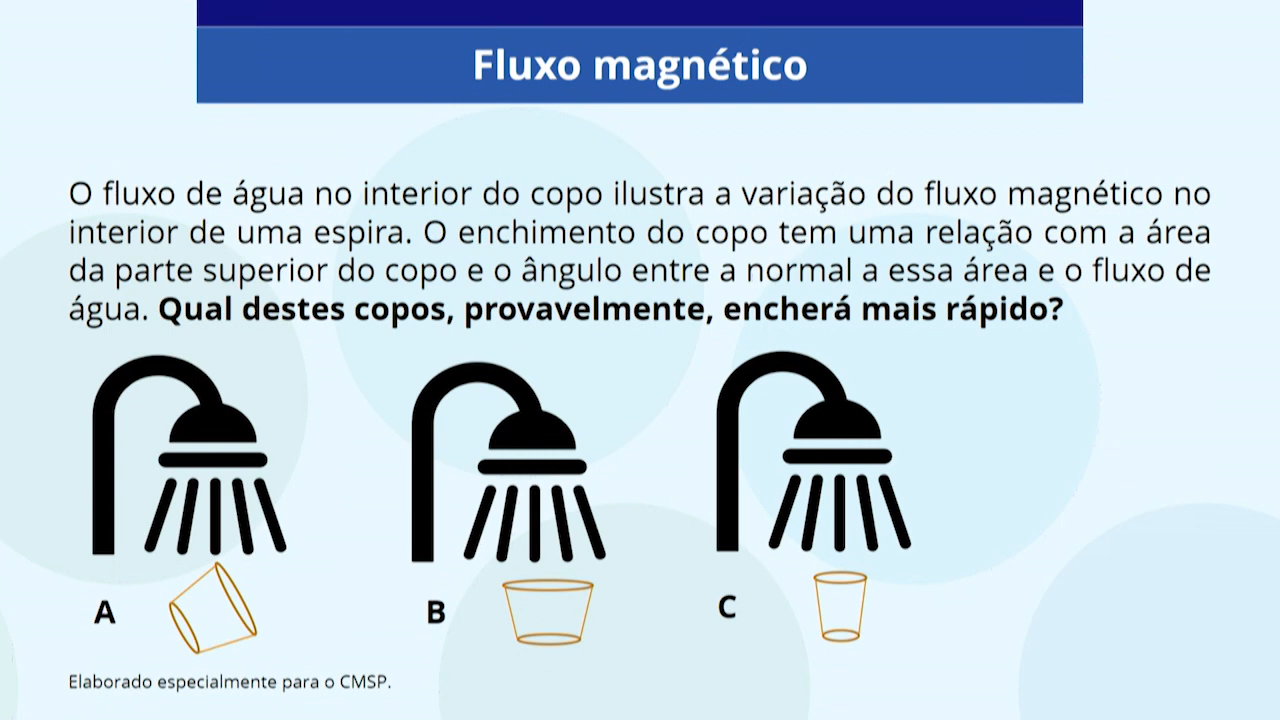 Fluxo magnético
O fluxo de água no interior do copo ilustra a variação do fluxo magnético no
interior de uma espira. O enchimento do copo tem uma relação com a área
da parte superior do copo e o ângulo entre a normal a essa área e o fluxo de
água. Qual destes copos, provavelmente, encherá mais rápido?
A
B
C
Elaborado especialmente para o CMSP.